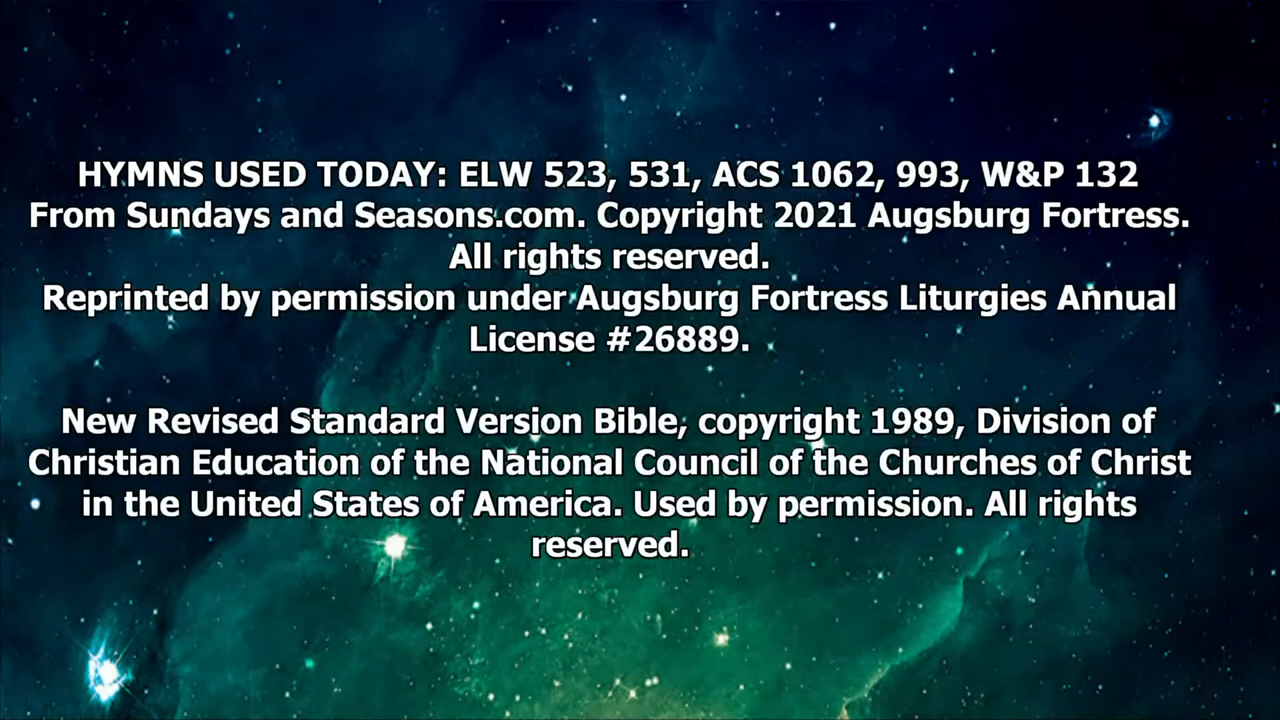 HYMNS USED TODAY: ELW 523, 531, ACS 1062, 993, W&P 132
From Sundays and Seasons.com. Copyright 2021 Augsburg Fortress.
All rights reserved.
Reprinted by permission under Augsburg Fortress Liturgies Annual
License #26889.
New Revised Standard Version Bible, copyright 1989, Division of
Christian Education of the National Council of the Churches of Christ
in the United States of America. Used by permission. All rights
reserved.